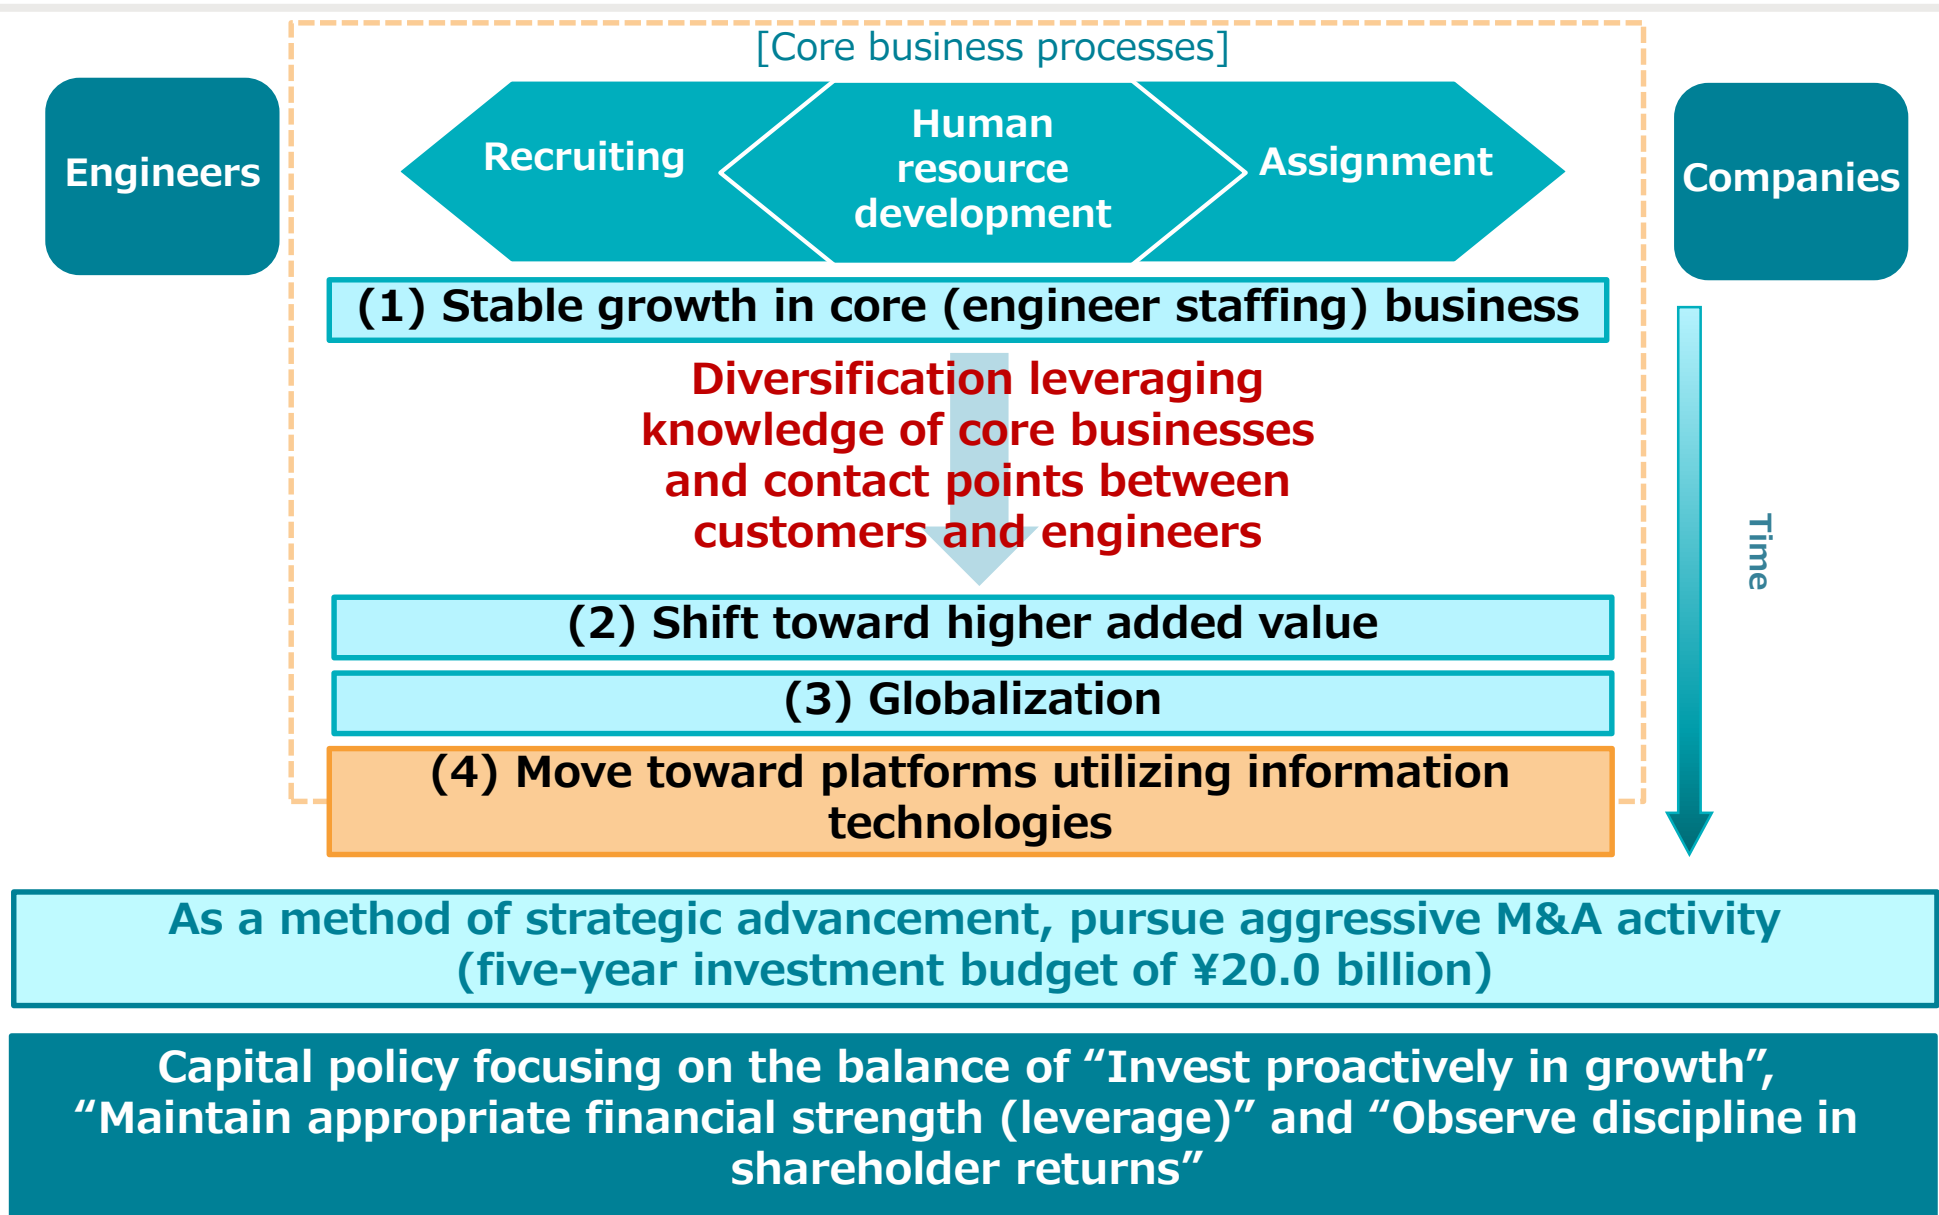 [Core business processes]
Engineers
Recruiting
Human
resource
development
Assignment
Companies
(1) Stable growth in core (engineer staffing) business
Diversification leveraging
knowledge of core businesses
and contact points between
customers and engineers
Time
(2) Shift toward higher added value
(3) Globalization
(4) Move toward platforms utilizing information
technologies
As a method of strategic advancement, pursue aggressive M&A activity
(five-year investment budget of ¥20.0 billion)
Capital policy focusing on the balance of “Invest proactively in growth”,
“Maintain appropriate financial strength (leverage)” and “Observe discipline in
shareholder returns”